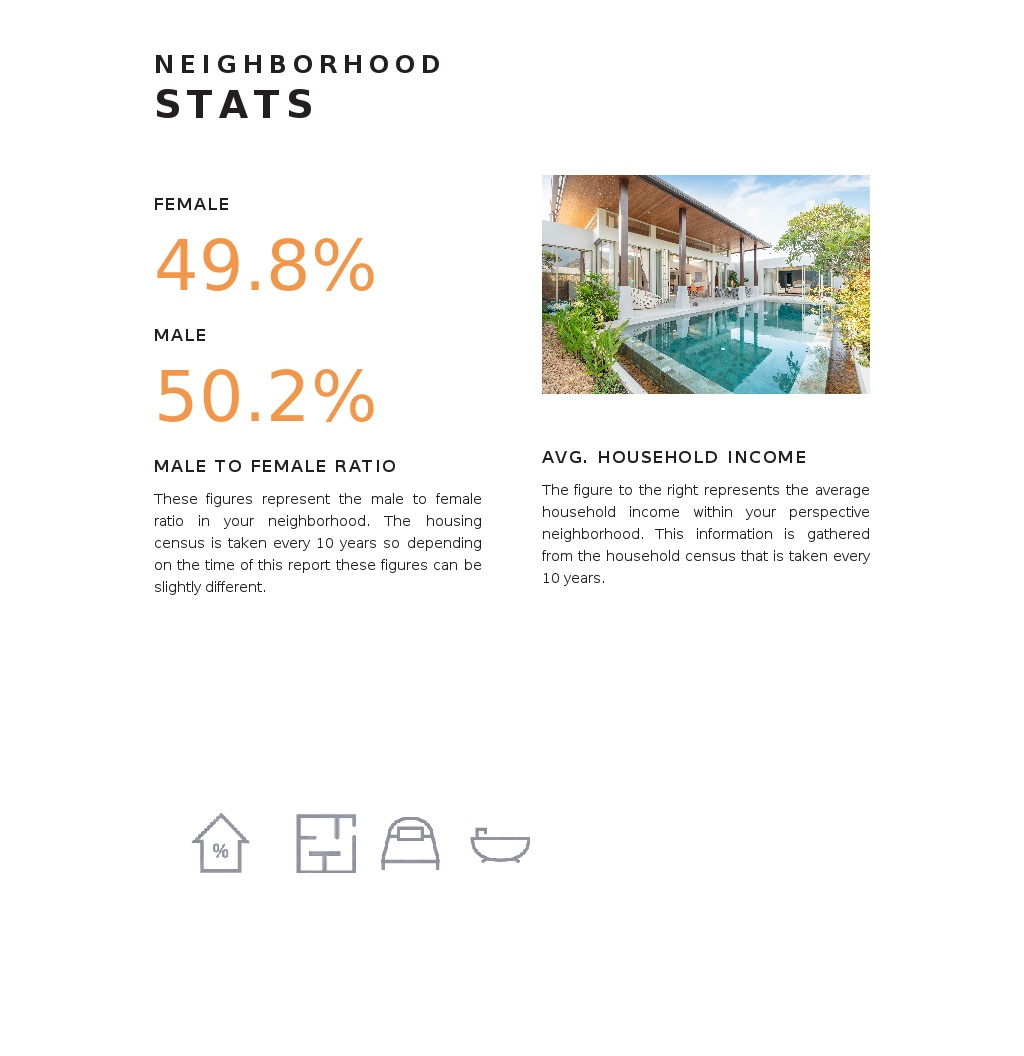 NEIGHBORHOOD
STATS
FEMALE
49.8%
MALE
50.2%
MALE TO FEMALE RATIO
These figures represent the male to female
ratio in your neighborhood. The housing
census is taken every 10 years so depending
on the time of this report these figures can be
slightly different.
AVG. HOUSEHOLD INCOME
The figure to the right represents the average
household income within your perspective
neighborhood. This information is gathered
from the household census that is taken every
10 years.
%